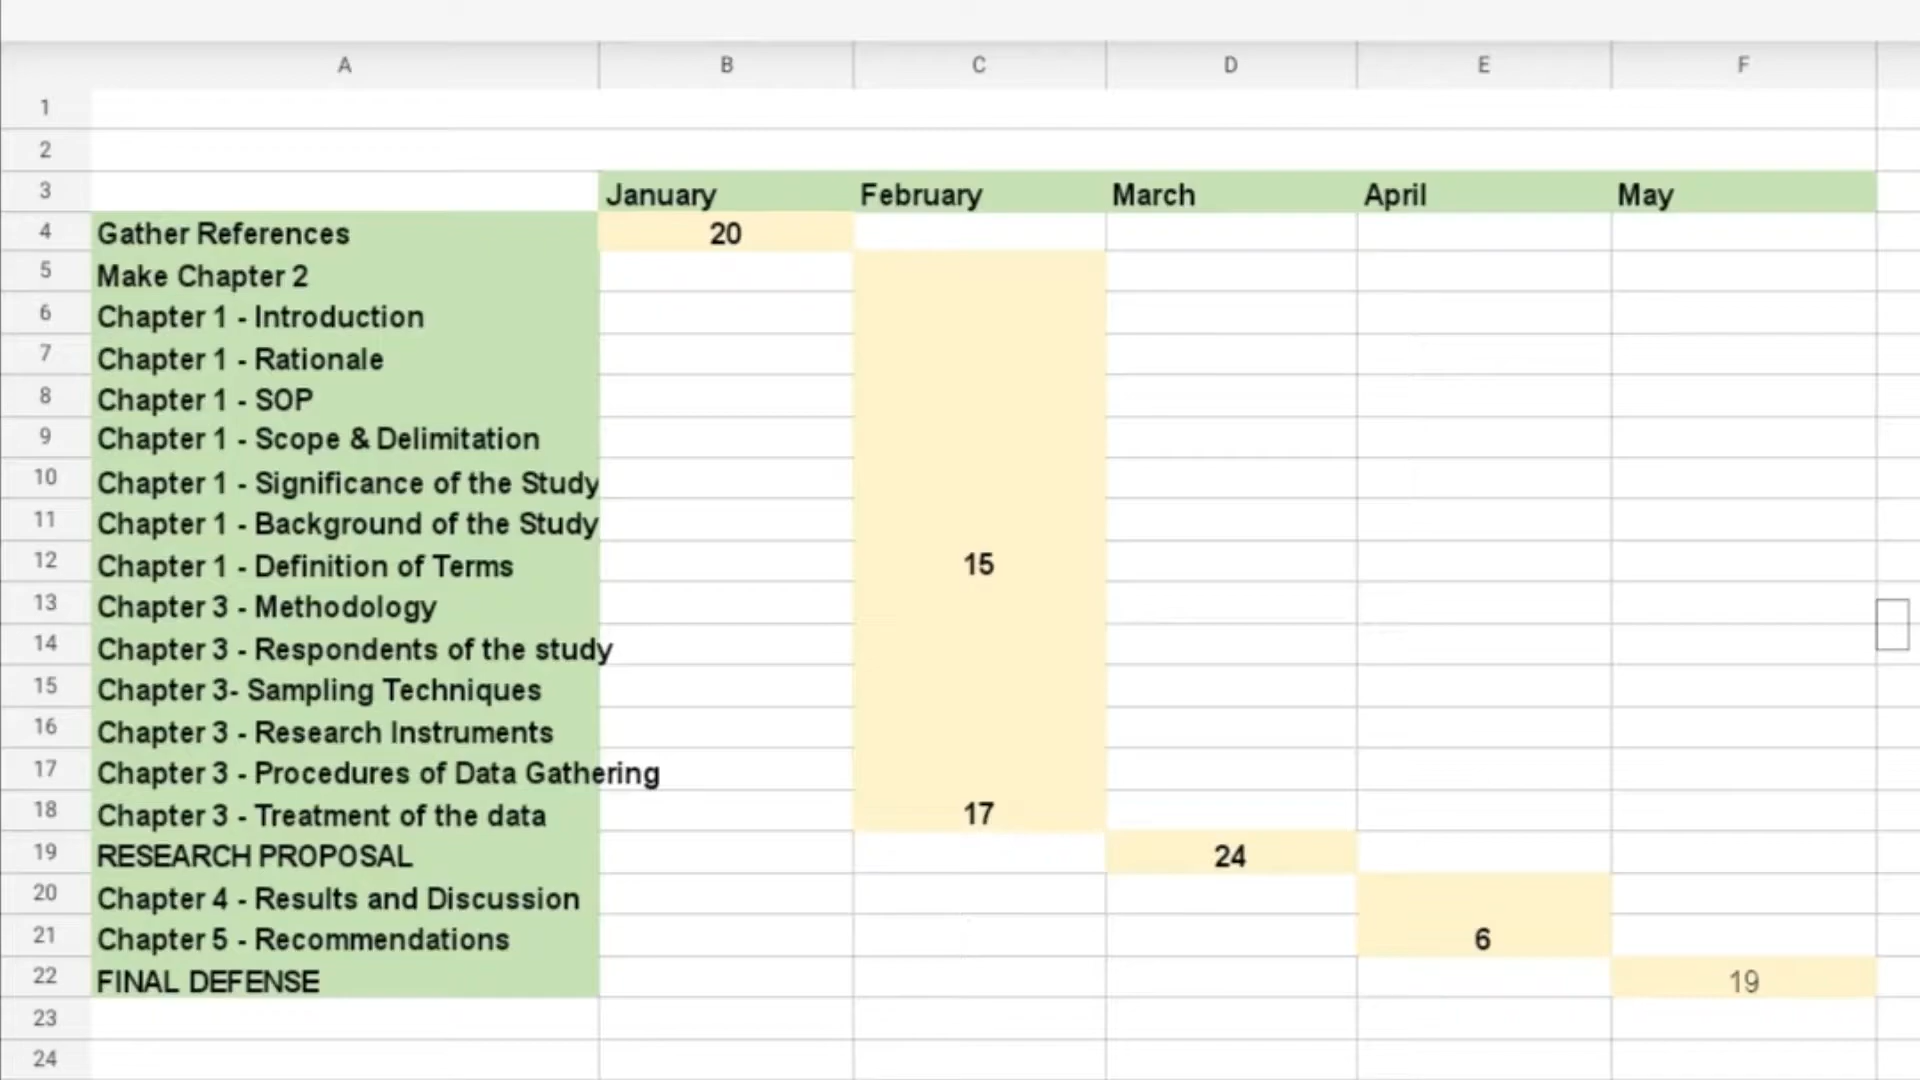 A B C D E F
1
2
3 January February March April May
4 Gather References 20
5 Make Chapter 2
6 Chapter 1 - Introduction
7 Chapter 1 - Rationale
8 Chapter 1 - SOP
9 Chapter 1 - Scope & Delimitation
10 Chapter 1 - Significance of the Study
11 Chapter 1 - Background of the Study
12 Chapter 1 - Definition of Terms 15
13 Chapter 3 - Methodology
14 Chapter 3 - Respondents of the study
15 Chapter 3- Sampling Techniques
16 Chapter 3 - Research Instruments
17 Chapter 3 - Procedures of Data Gathering
18 Chapter 3 - Treatment of the data 17
19 RESEARCH PROPOSAL 24
20 Chapter 4 - Results and Discussion
21 Chapter 5 - Recommendations 6
22 FINAL DEFENSE 19
23
24